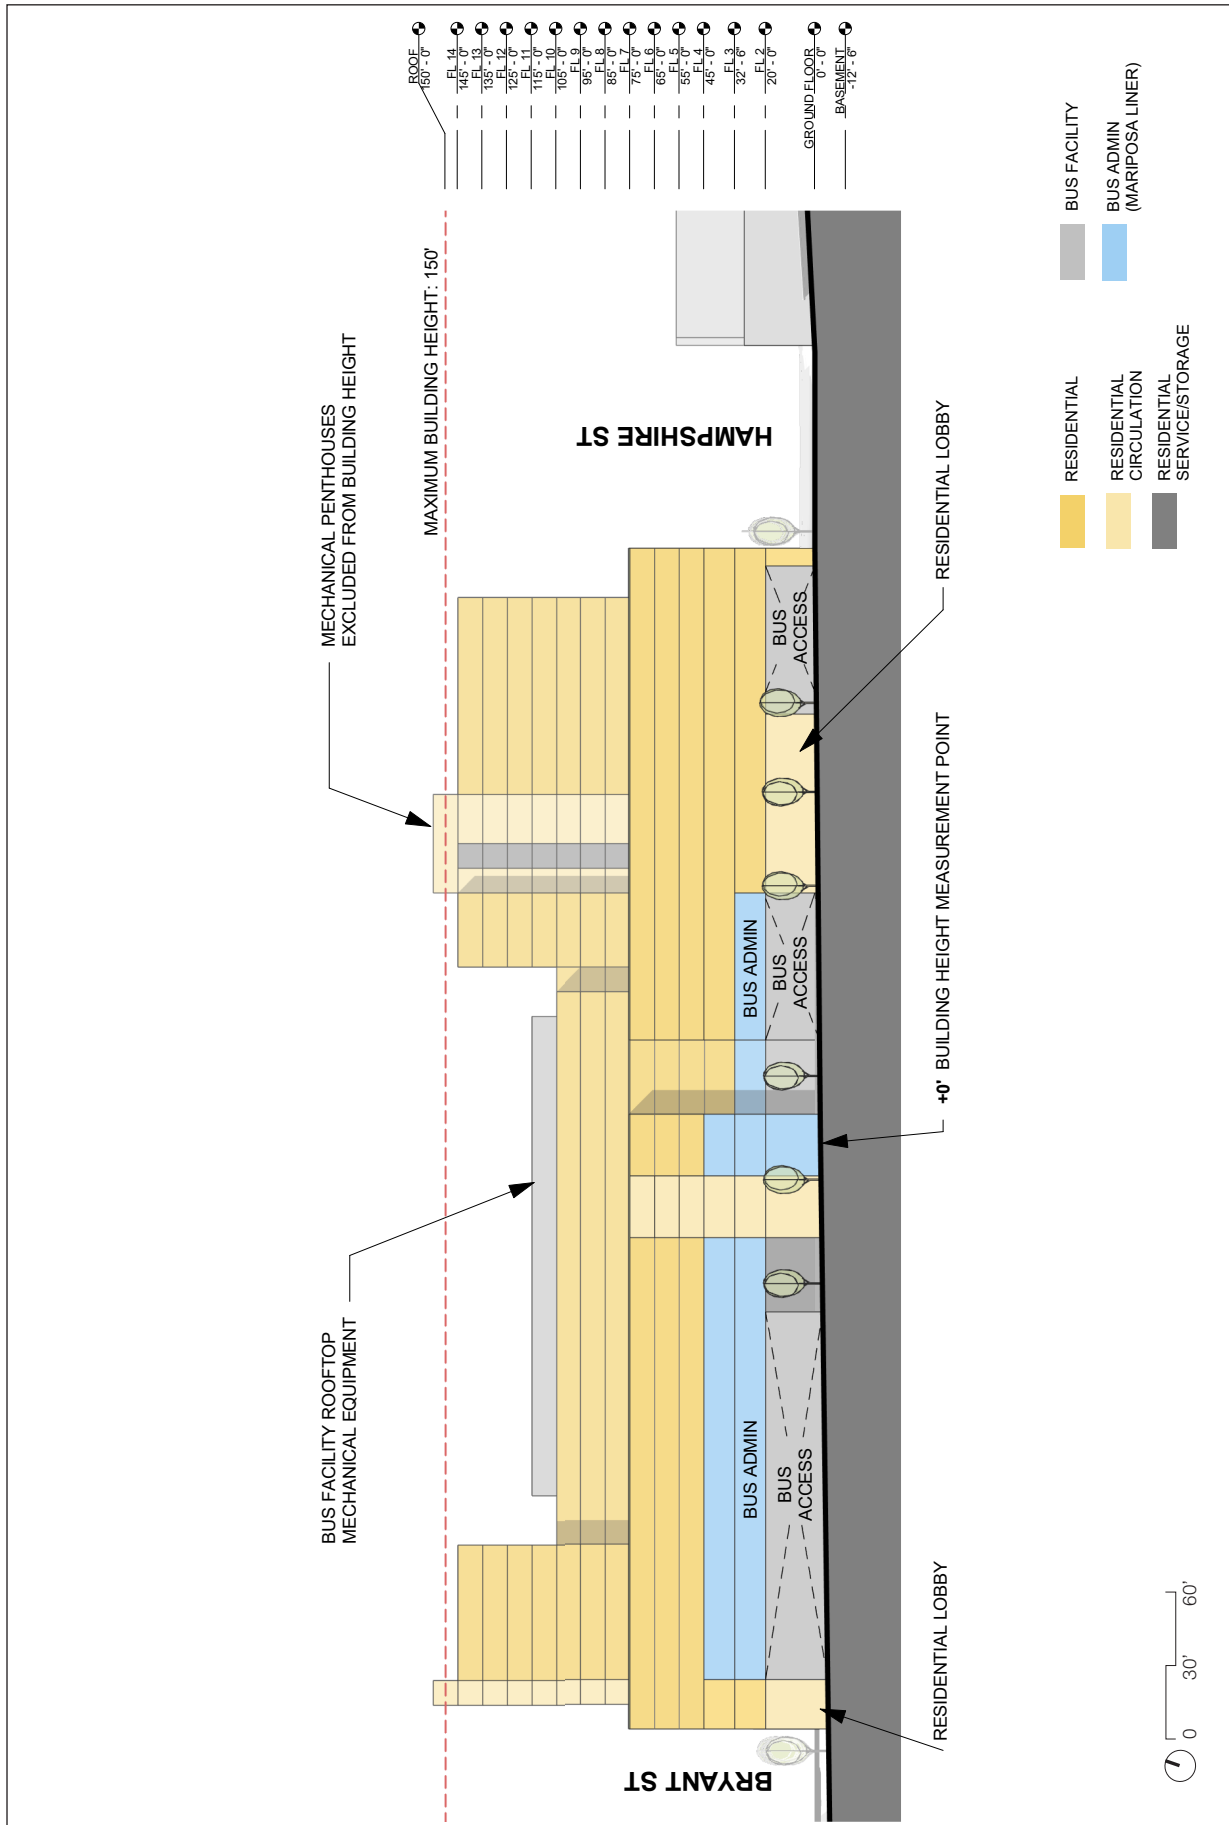 MECHANICAL PENTHOUSES
EXCLUDED FROM BUILDING HEIGHT
BUS FACILITY ROOFTOP
MECHANICAL EQUIPMENT
MAXIMUM BUILDING HEIGHT: 150'
ROOF
150' - 0"
FL 14
145' - 0"
FL 13
135' - 0"
FL 12
125' - 0"
FL 11
115' - 0"
FL 10
105' - 0"
FL 9
95' - 0"
FL 8
85' - 0"
FL 7
75' - 0"
FL 6
65' - 0"
FL 5
55' - 0"
FL 4
45' - 0"
FL 3
32' - 6"
FL 2
20' - 0"
GROUND FLOOR
0' - 0"
BASEMENT
-12' - 6"
BRYANT ST
HAMPSHIRE ST
BUS ADMIN
BUS ADMIN
BUS
ACCESS
BUS
ACCESS
BUS
ACCESS
RESIDENTIAL LOBBY
+0' BUILDING HEIGHT MEASUREMENT POINT
RESIDENTIAL LOBBY
RESIDENTIAL
RESIDENTIAL
CIRCULATION
RESIDENTIAL
SERVICE/STORAGE
BUS FACILITY
BUS ADMIN
(MARIPOSA LINER)
0 30' 60'